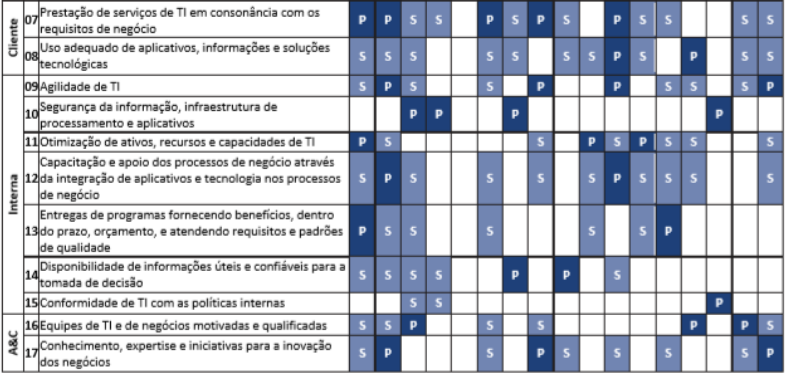 Cliente
07 Prestação de serviços de TI em consonância com os
requisitos de negócio
P P S S P S P S P S S S S
08 Uso adequado de aplicativos, informações e soluções
tecnológicas
S S S S S S S P S P S S
Interna
09 Agilidade de TI S P S S P P S S S P
10 Segurança da informação, infraestrutura de
processamento e aplicativos
P P P P
11 Otimização de ativos, recursos e capacidades de TI P S S P S P S S S
12 Capacitação e apoio dos processos de negócio através
da integração de aplicativos e tecnologia nos processos
de negócio
S P S S S S P S S S S
13 Entregas de programas fornecendo benefícios, dentro
do prazo, orçamento, e atendendo requisitos e padrões
de qualidade
P S S S S S P
14 Disponibilidade de informações úteis e confiáveis para a
tomada de decisão
S S S S P P S
15 Conformidade de TI com as políticas internas S S P
A&C
16 Equipes de TI e de negócios motivadas e qualificadas S S P S S P P S
17 Conhecimento, expertise e iniciativas para a inovação
dos negócios
S P S P S S S S P